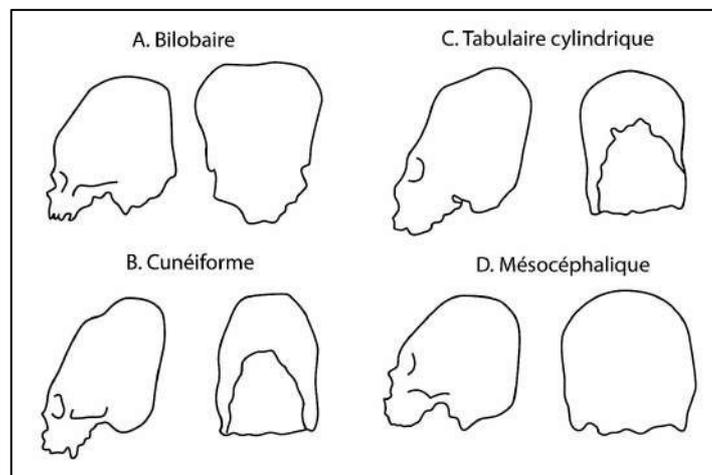 A. Bilobaire
C. Tabulaire cylindrique
B. Cunéiforme
D. Mésocéphalique